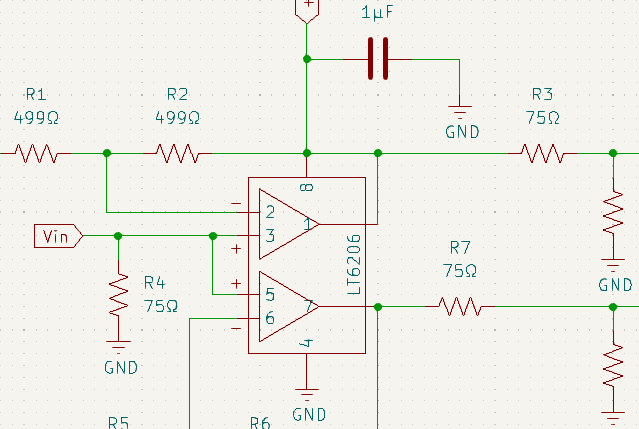 +
1µF
GND
R1
499Ω
R2
499Ω
R3
75Ω
8
−
2
1
3
+
Vin
GND
R4
75Ω
LT6206
R7
75Ω
+
5
7
6
−
4
GND
GND
R5
R6